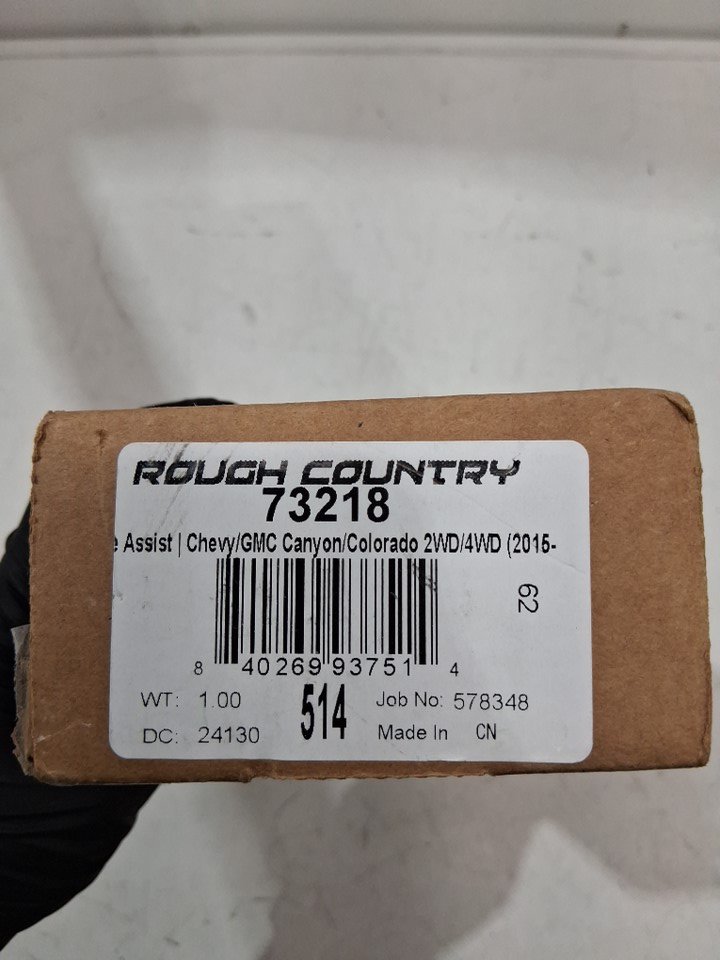 ROUGH COUNTRY
73218
e Assist | Chevy/GMC Canyon/Colorado 2WD/4WD (2015-
62
8 40269 93751 4
WT: 1.00 514 Job No: 578348
DC: 24130 Made In CN